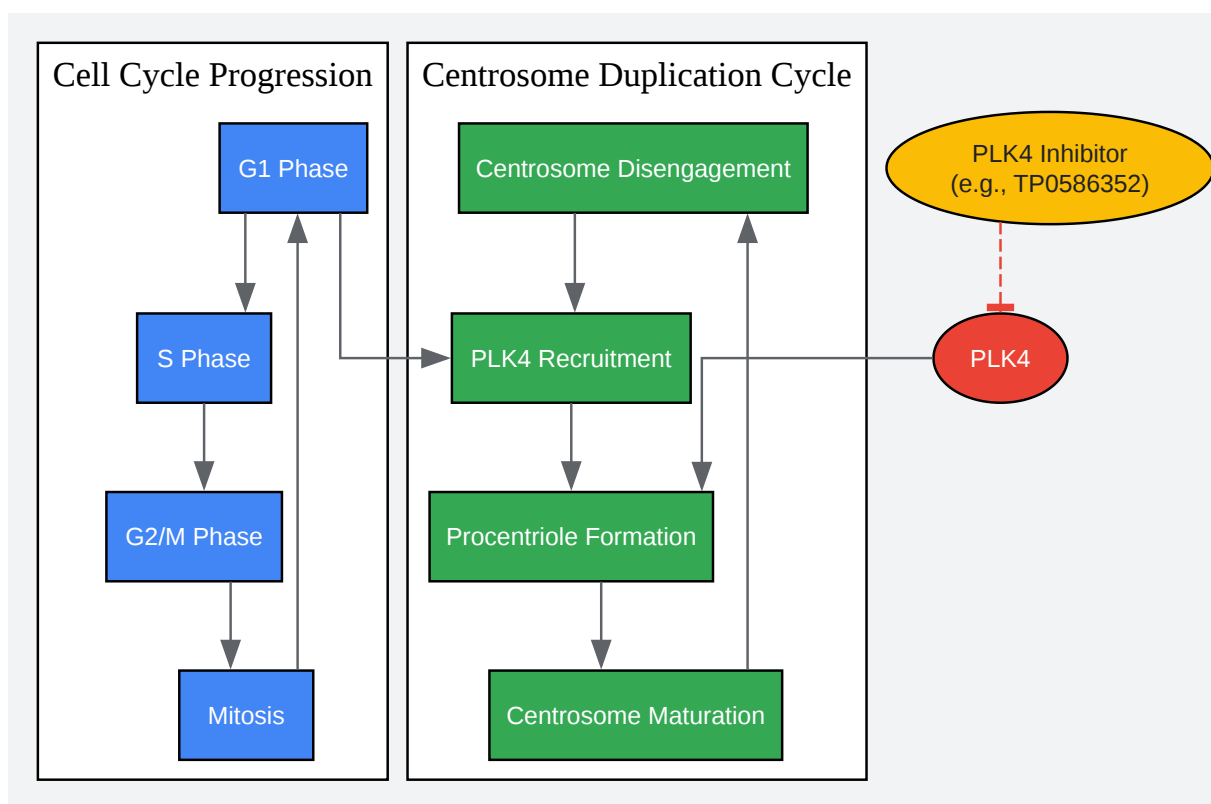 Cell Cycle Progression
G1 Phase
S Phase
G2/M Phase
Mitosis
Centrosome Duplication Cycle
Centrosome Disengagement
PLK4 Recruitment
Procentriole Formation
Centrosome Maturation
PLK4 Inhibitor
(e.g., TP0586352)
PLK4